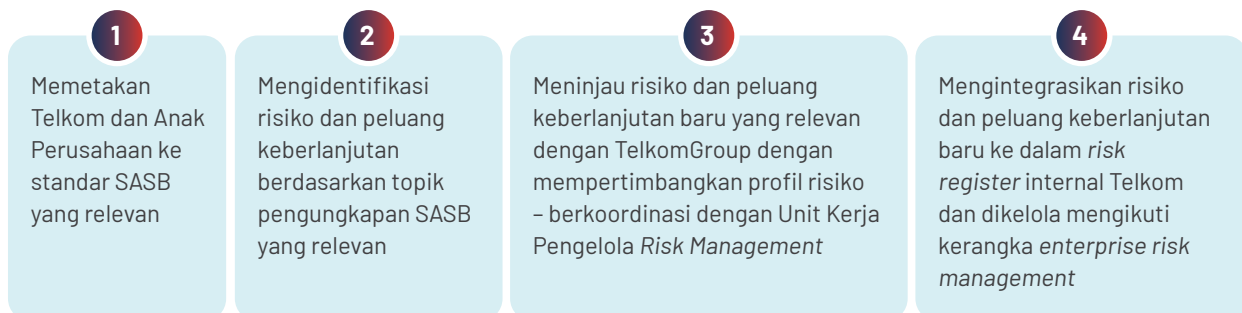 1
Memetakan
Telkom dan Anak
Perusahaan ke
standar SASB
yang relevan
2
Mengidentifikasi
risiko dan peluang
keberlanjutan
berdasarkan topik
pengungkapan SASB
yang relevan
3
Meninjau risiko dan peluang
keberlanjutan baru yang relevan
dengan TelkomGroup dengan
mempertimbangkan profil risiko
– berkoordinasi dengan Unit Kerja
Pengelola Risk Management
4
Mengintegrasikan risiko
dan peluang keberlanjutan
baru ke dalam risk
register internal Telkom
dan dikelola mengikuti
kerangka enterprise risk
management